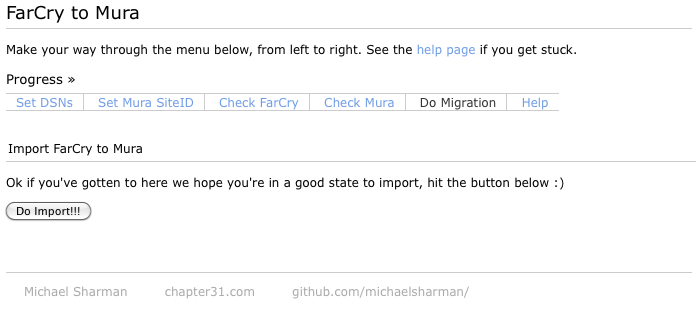 FarCry to Mura
Make your way through the menu below, from left to right. See the help page if you get stuck.
Progress »
Set DSNs Set Mura SiteID Check FarCry Check Mura Do Migration Help
Import FarCry to Mura
Ok if you've gotten to here we hope you're in a good state to import, hit the button below :)
Do Import!!!
Michael Sharman chapter31.com github.com/michaelsharman/